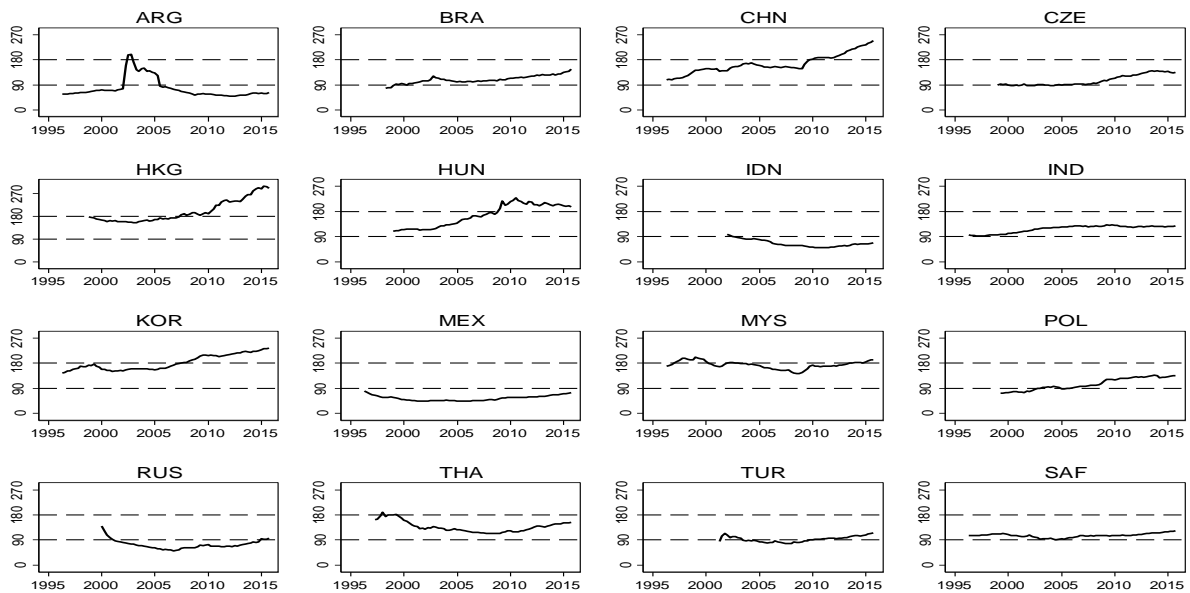 ARG BRA CHN CZE
270 270 270 270
180 180 180 180
90 90 90 90
0 0 0 0
1995 2000 2005 2010 2015 1995 2000 2005 2010 2015 1995 2000 2005 2010 2015 1995 2000 2005 2010 2015
HKG HUN IDN IND
270 270 270 270
180 180 180 180
90 90 90 90
0 0 0 0
1995 2000 2005 2010 2015 1995 2000 2005 2010 2015 1995 2000 2005 2010 2015 1995 2000 2005 2010 2015
KOR MEX MYS POL
270 270 270 270
180 180 180 180
90 90 90 90
0 0 0 0
1995 2000 2005 2010 2015 1995 2000 2005 2010 2015 1995 2000 2005 2010 2015 1995 2000 2005 2010 2015
RUS THA TUR SAF
270 270 270 270
180 180 180 180
90 90 90 90
0 0 0 0
1995 2000 2005 2010 2015 1995 2000 2005 2010 2015 1995 2000 2005 2010 2015 1995 2000 2005 2010 2015